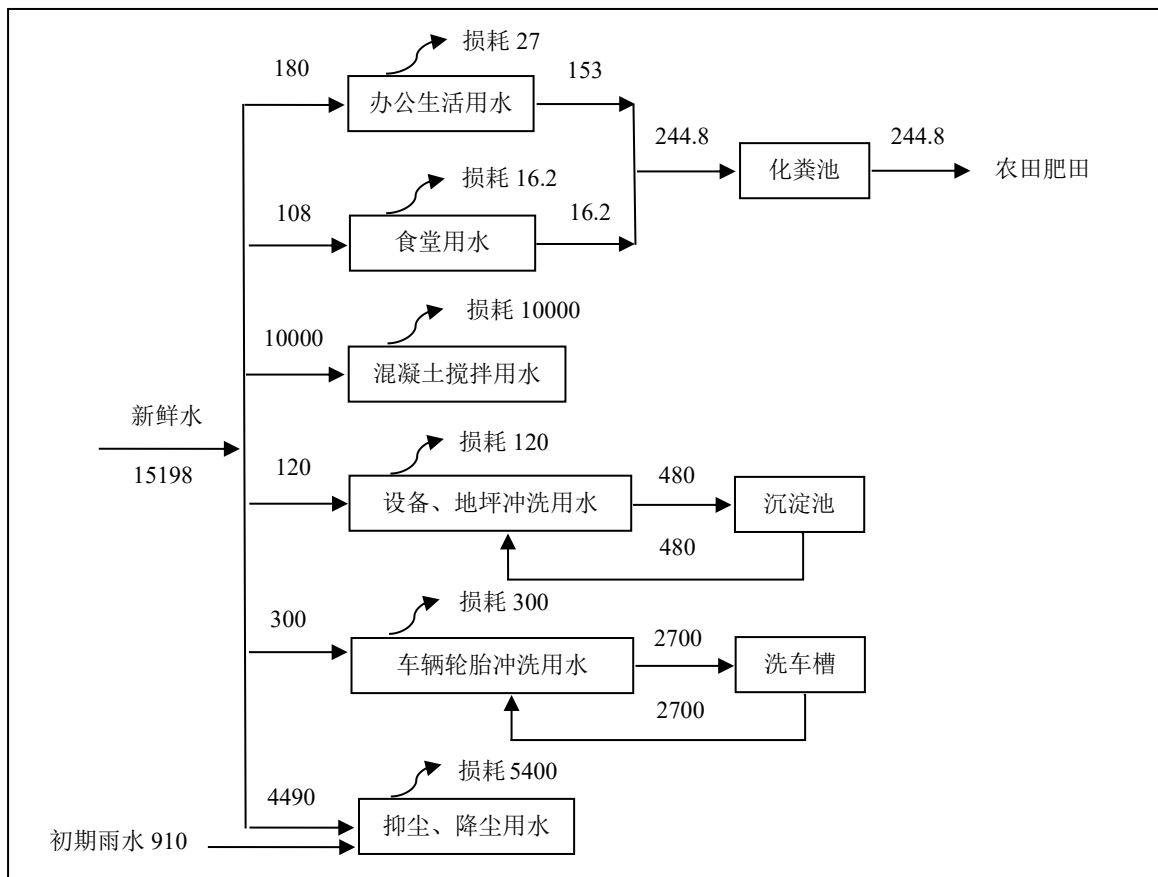 损耗 27
180
办公生活用水
153
244.8
化粪池
244.8
农田肥田
损耗 16.2
108
食堂用水
16.2
损耗 10000
10000
混凝土搅拌用水
新鲜水
15198
损耗 120
120
设备、地坪冲洗用水
480
沉淀池
480
损耗 300
300
车辆轮胎冲洗用水
2700
洗车槽
2700
损耗 5400
4490
抑尘、降尘用水
初期雨水 910